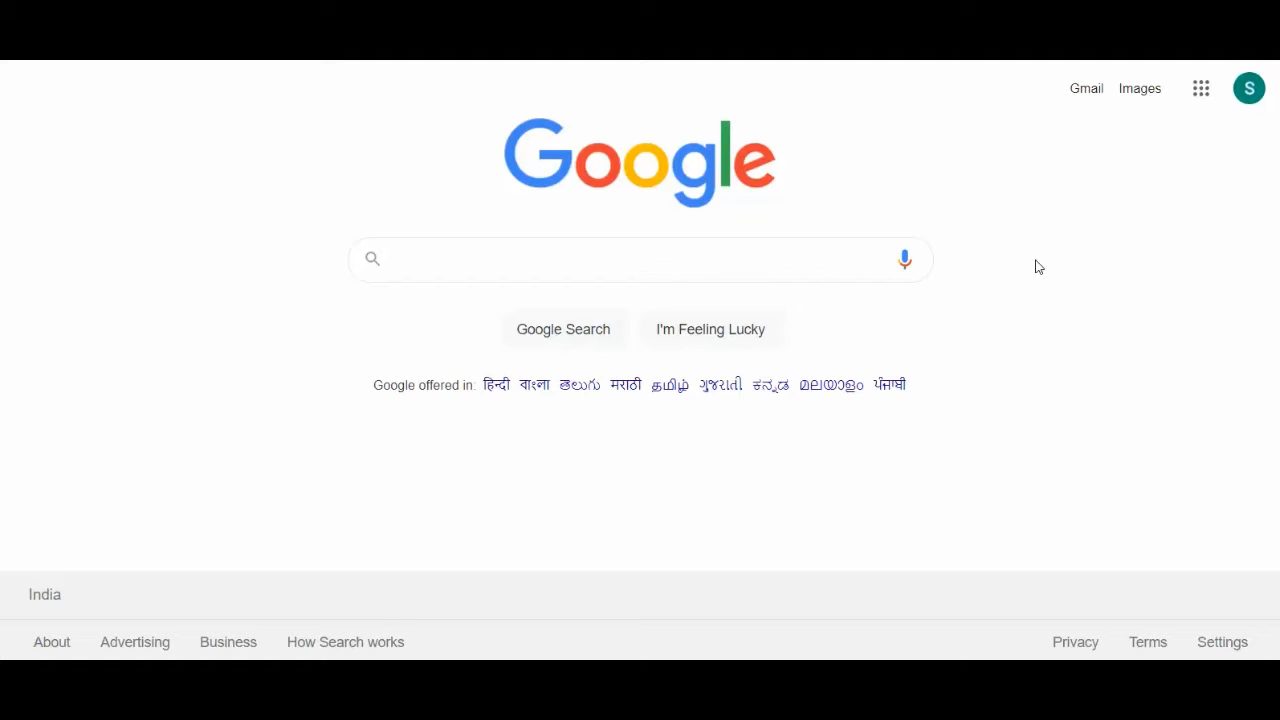 Gmail Images S
Google
Google Search I'm Feeling Lucky
Google offered in: हिन्दी বাংলা తెలుగు मराठी தமிழ் ગુજરાતી ಕನ್ನಡ മലയാളം ਪੰਜਾਬੀ
India
About Advertising Business How Search works Privacy Terms Settings